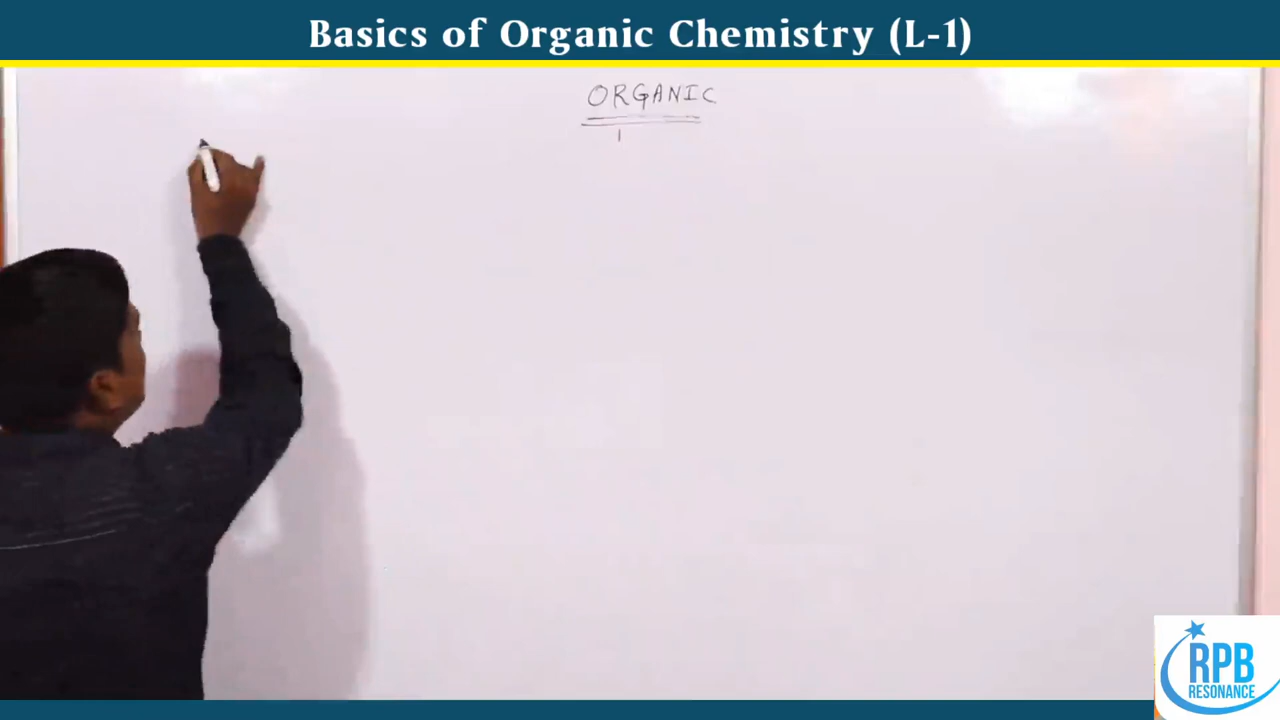 Basics of Organic Chemistry (L-1)
ORGANIC
RPB
RESONANCE